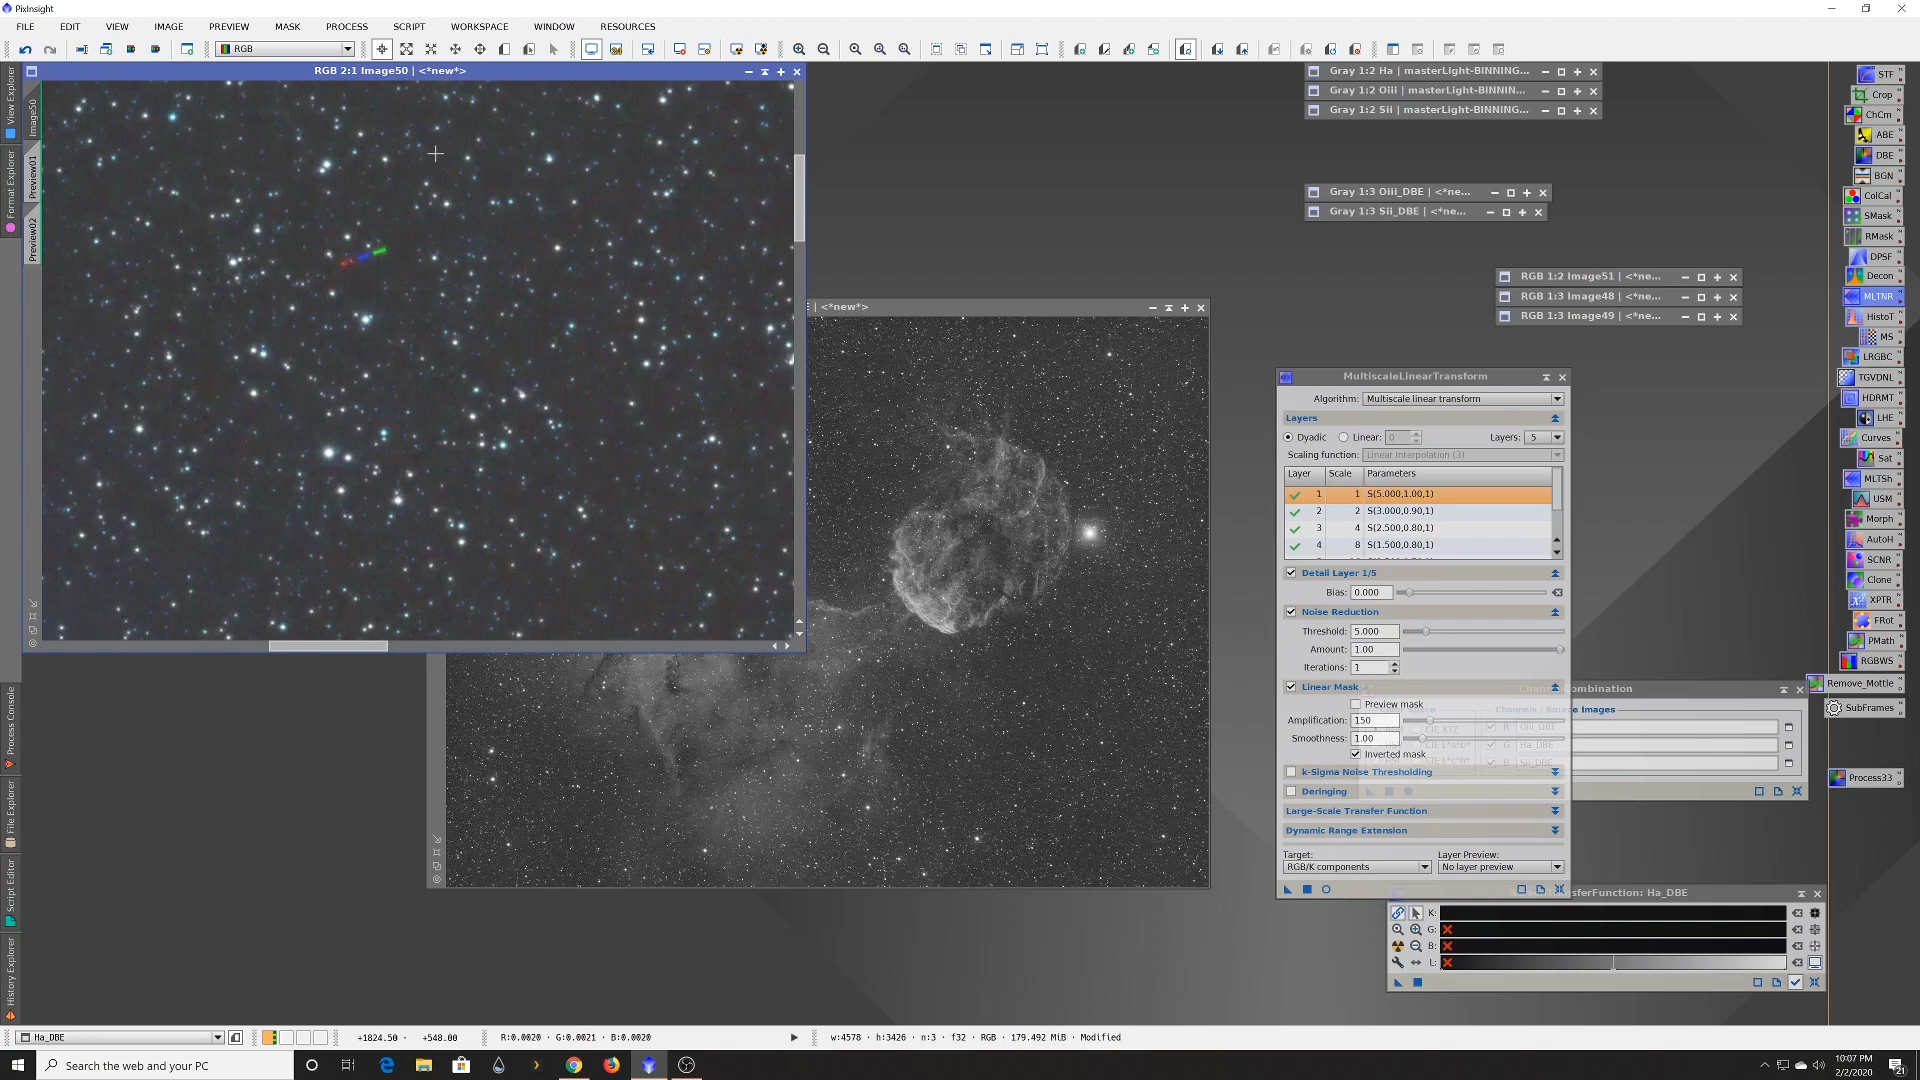 PixInsight
FILE EDIT VIEW IMAGE PREVIEW MASK PROCESS SCRIPT WORKSPACE WINDOW RESOURCES
RGB
RGB 2:1 Image50 | <*new*>
View Explorer
Format Explorer
Process Console
File Explorer
Script Editor
History Explorer
Image50
Preview01
Preview02
| <*new*>
Gray 1:2 Ha | masterLight-BINNING...
Gray 1:2 Oiii | masterLight-BINNIN...
Gray 1:2 Sii | masterLight-BINNING...
Gray 1:3 Oiii_DBE | <*ne...
Gray 1:3 Sii_DBE | <*ne...
RGB 1:2 Image51 | <*ne...
RGB 1:3 Image48 | <*ne...
RGB 1:3 Image49 | <*ne...
MultiscaleLinearTransform
Algorithm: Multiscale linear transform
Layers
Dyadic Linear: 0 Layers: 5
Scaling function: Linear Interpolation (3)
Layer Scale Parameters
1 1 S(5.000,1.00,1)
2 2 S(3.000,0.90,1)
3 4 S(2.500,0.80,1)
4 8 S(1.500,0.80,1)
Detail Layer 1/5
Bias: 0.000
Noise Reduction
Threshold: 5.000
Amount: 1.00
Iterations: 1
Linear Mask
Preview mask
Amplification: 150
Smoothness: 1.00
Inverted mask
k-Sigma Noise Thresholding
Deringing
Large-Scale Transfer Function
Dynamic Range Extension
Target: Layer Preview:
RGB/K components No layer preview
Combination
Channels / Source Images
R Oiii_DBE
G Ha_DBE
B Sii_DBE
sferFunction: Ha_DBE
K:
G:
B:
L:
STF
Crop
ChCm
ABE
DBE
BGN
ColCal
SMask
RMask
DPSF
Decon
MLTNR
HistoT
MS
LRGBC
TGVDNL
HDRMT
LHE
Curves
Sat
MLTSh
USM
Morph
AutoH
SCNR
Clone
XPTR
FRot
PMath
RGBWS
Remove_Mottle
SubFrames
Process33
Ha_DBE
+1824.50 · +548.00
R:0.0020 · G:0.0021 · B:0.0020
w:4578 · h:3426 · n:3 · f32 · RGB · 179.492 MiB · Modified
Search the web and your PC
10:07 PM
2/2/2020
21